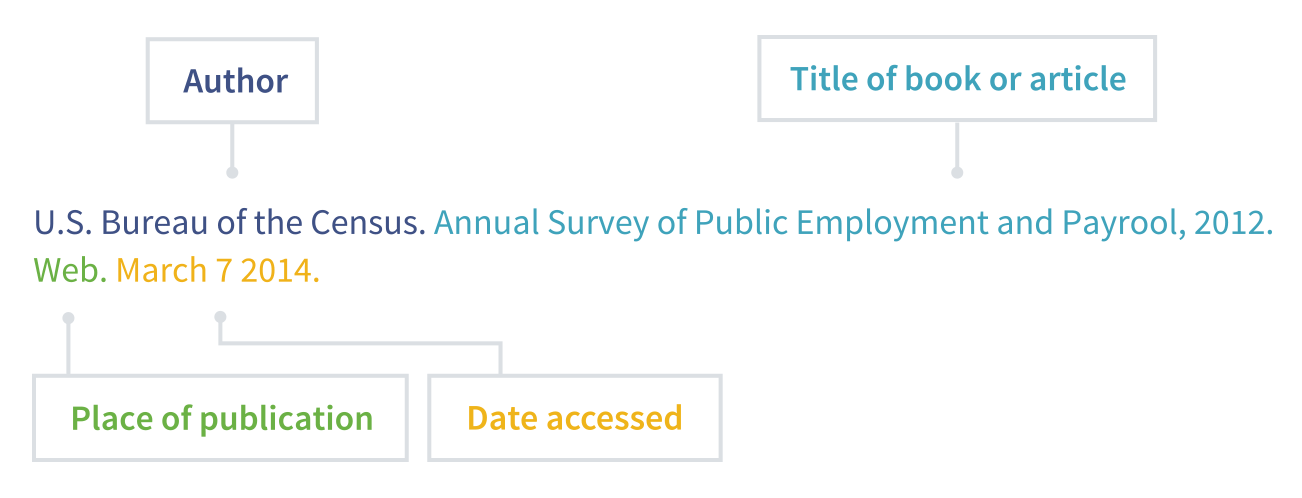 Author
Title of book or article
U.S. Bureau of the Census. Annual Survey of Public Employment and Payrool, 2012.
Web. March 7 2014.
Place of publication
Date accessed